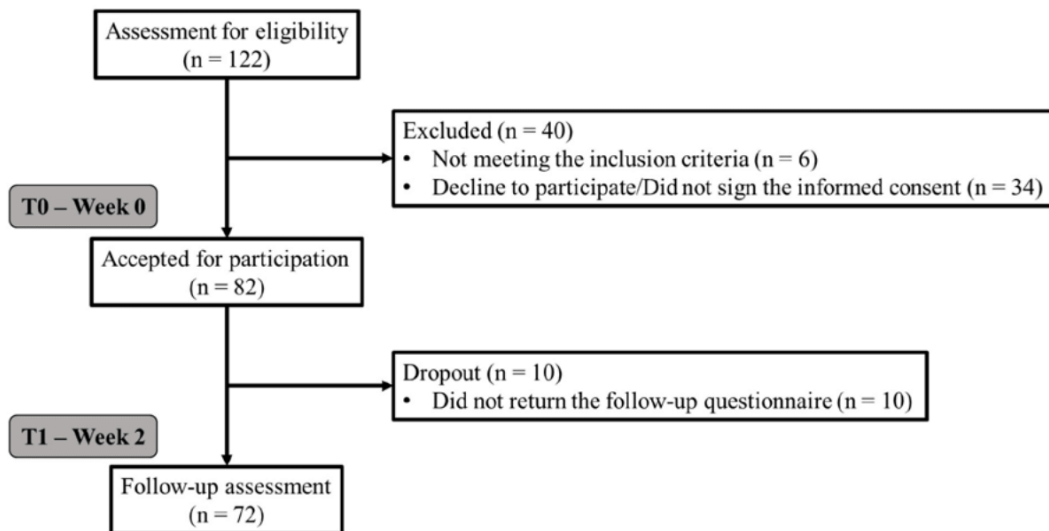 Assessment for eligibility
(n = 122)
Excluded (n = 40)
• Not meeting the inclusion criteria (n = 6)
• Decline to participate/Did not sign the informed consent (n = 34)
T0 – Week 0
Accepted for participation
(n = 82)
Dropout (n = 10)
• Did not return the follow-up questionnaire (n = 10)
T1 – Week 2
Follow-up assessment
(n = 72)